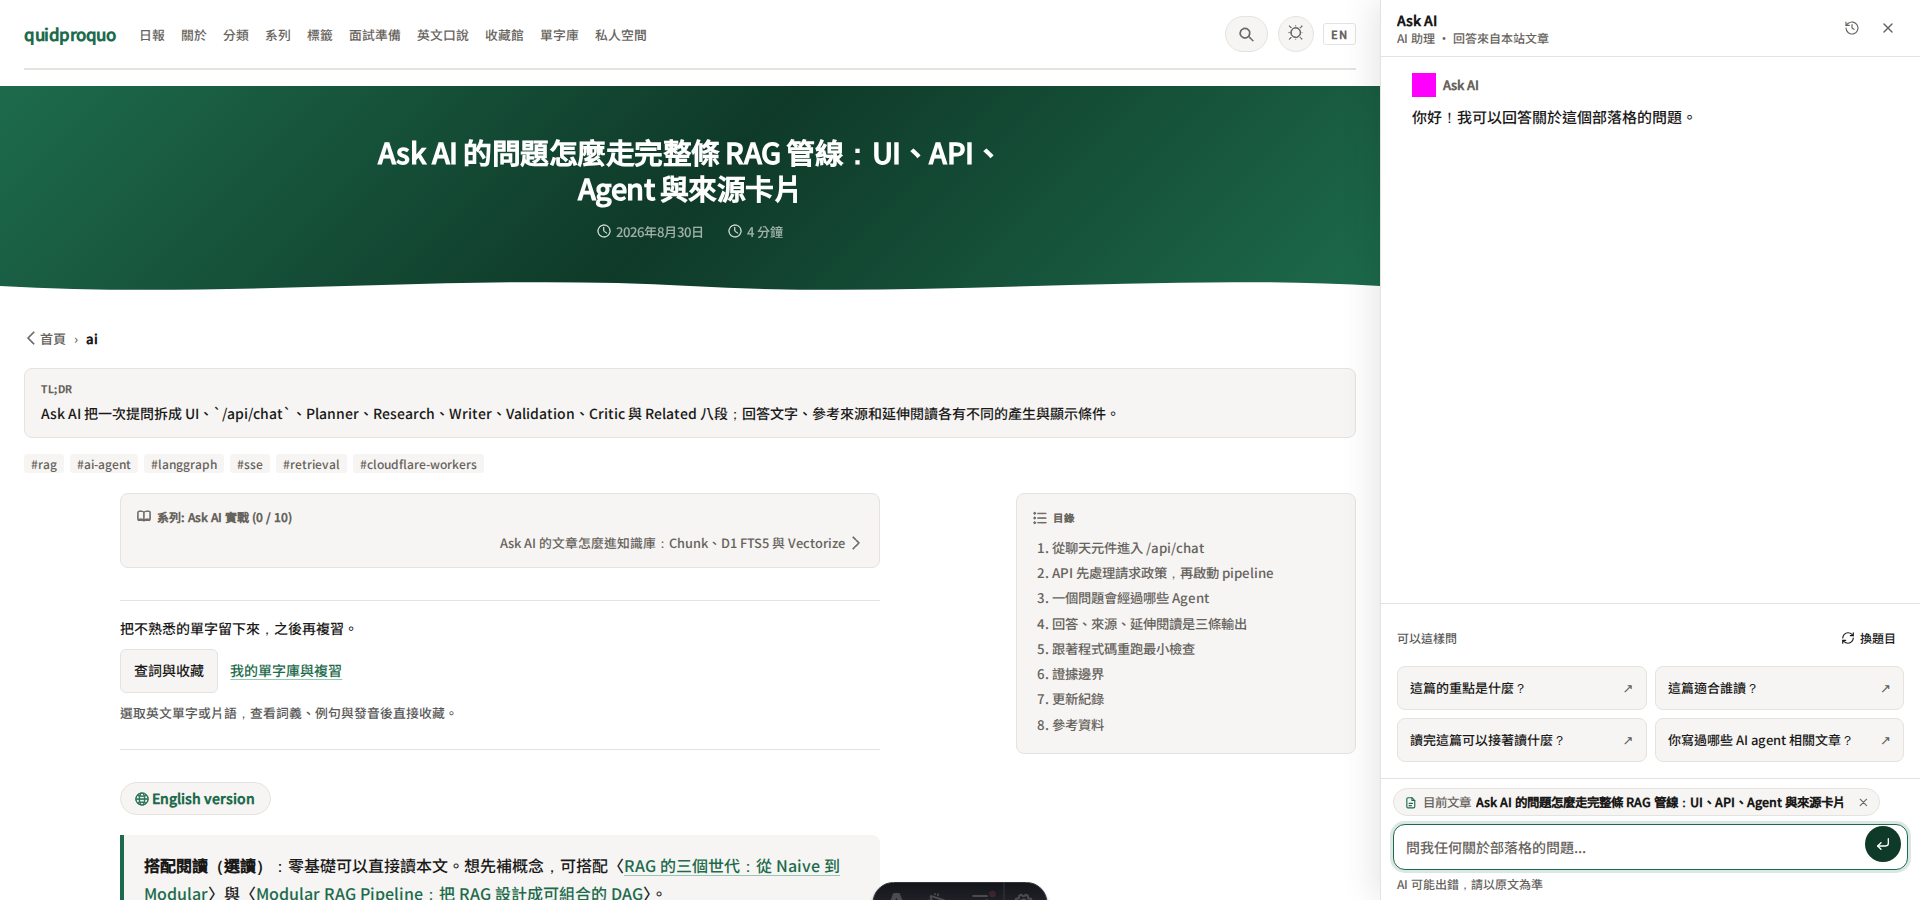 quidproquo 日報 關於 分類 系列 標籤 面試準備 英文口說 收藏館 單字庫 私人空間
EN
Ask AI 的問題怎麼走完整條 RAG 管線：UI、API、
Agent 與來源卡片
2026年8月30日 4 分鐘
首頁 › ai
TL;DR
Ask AI 把一次提問拆成 UI、`/api/chat`、Planner、Research、Writer、Validation、Critic 與 Related 八段；回答文字、參考來源和延伸閱讀各有不同的產生與顯示條件。
#rag #ai-agent #langgraph #sse #retrieval #cloudflare-workers
系列: Ask AI 實戰 (0 / 10)
Ask AI 的文章怎麼進知識庫：Chunk、D1 FTS5 與 Vectorize
把不熟悉的單字留下來，之後再複習。
查詞與收藏 我的單字庫與複習
選取英文單字或片語，查看詞義、例句與發音後直接收藏。
English version
搭配閱讀（選讀）：零基礎可以直接讀本文。想先補概念，可搭配〈RAG 的三個世代：從 Naive 到
Modular〉與〈Modular RAG Pipeline：把 RAG 設計成可組合的 DAG〉。
目錄
1. 從聊天元件進入 /api/chat
2. API 先處理請求政策，再啟動 pipeline
3. 一個問題會經過哪些 Agent
4. 回答、來源、延伸閱讀是三條輸出
5. 跟著程式碼重跑最小檢查
6. 證據邊界
7. 更新紀錄
8. 參考資料
Ask AI
AI 助理 · 回答來自本站文章
Ask AI
你好！我可以回答關於這個部落格的問題。
可以這樣問 換題目
這篇的重點是什麼？ ↗
這篇適合誰讀？ ↗
讀完這篇可以接著讀什麼？ ↗
你寫過哪些 AI agent 相關文章？ ↗
目前文章 Ask AI 的問題怎麼走完整條 RAG 管線：UI、API、Agent 與來源卡片
問我任何關於部落格的問題...
AI 可能出錯，請以原文為準